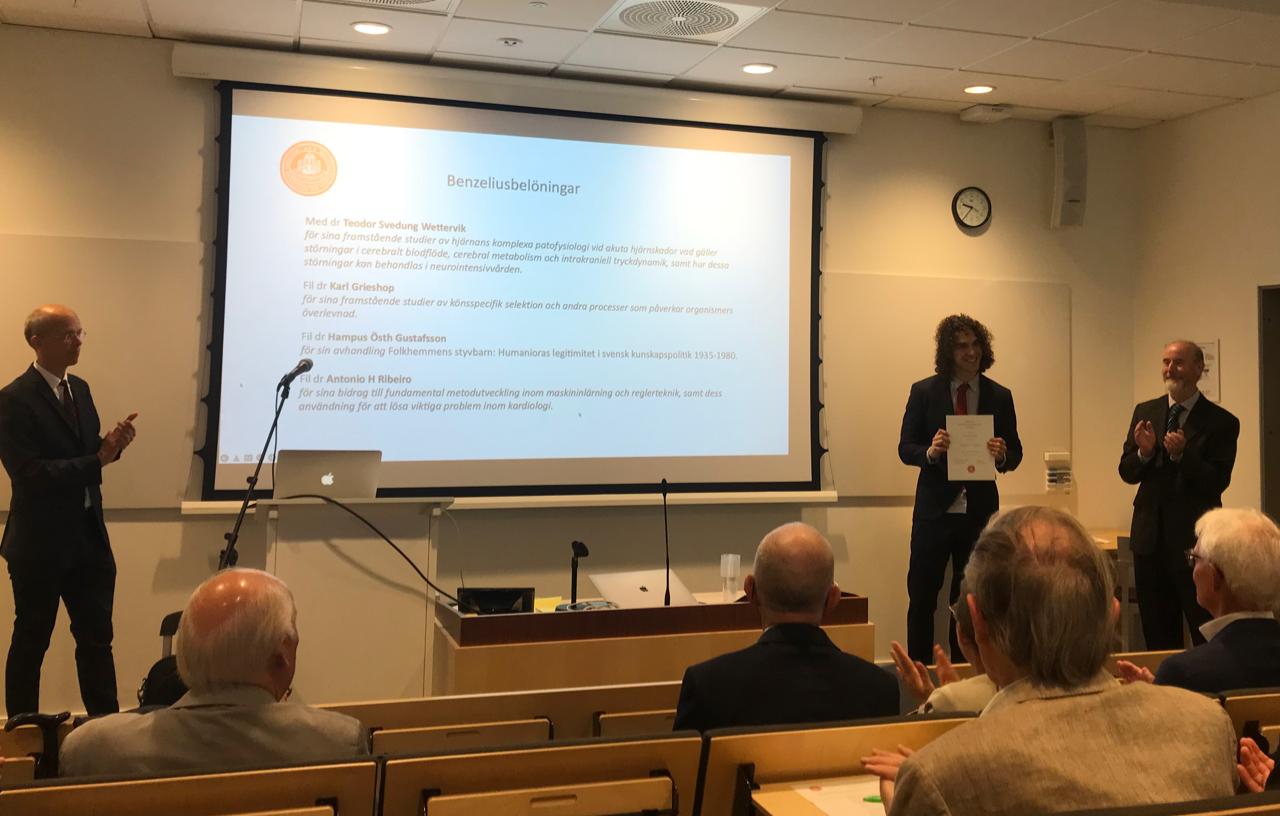 Benzeliusbelöningar
Med dr Teodor Svedung Wettervik
för sina framstående studier av hjärnans komplexa patofysiologi vid akuta hjärnskador vad gäller
störningar i cerebralt blodflöde, cerebral metabolism och intrakraniell tryckdynamik, samt hur dessa
störningar kan behandlas i neurointensivvården.
Fil dr Karl Grieshop
för sina framstående studier av könsspecifik selektion och andra processer som påverkar organismers
överlevnad.
Fil dr Hampus Östh Gustafsson
för sin avhandling Folkhemmens styvbarn: Humanioras legitimitet i svensk kunskapspolitik 1935-1980.
Fil dr Antonio H Ribeiro
för sina bidrag till fundamental metodutveckling inom maskininlärning och reglerteknik, samt dess
användning för att lösa viktiga problem inom kardiologi.